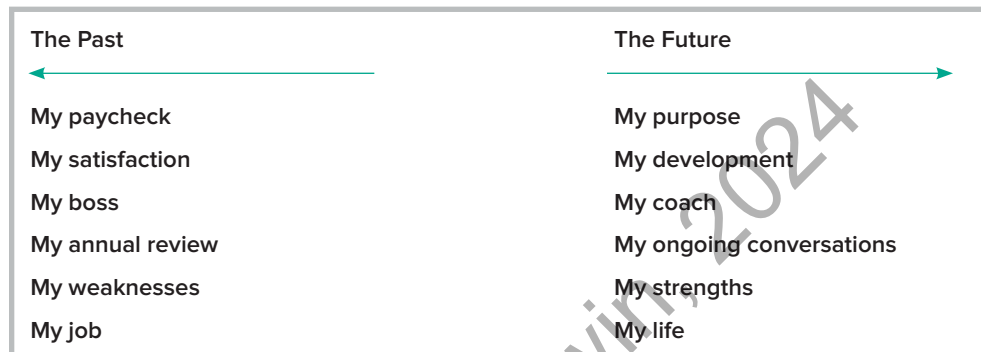 The Past The Future
My paycheck My purpose
My satisfaction My development
My boss My coach
My annual review My ongoing conversations
My weaknesses My strengths
My job My life
2024